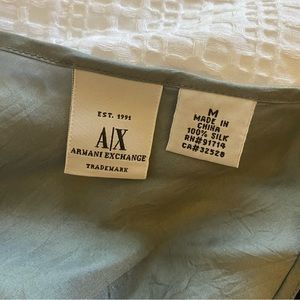 EST. 1991
A|X
ARMANI EXCHANGE
TRADEMARK
M
MADE IN
CHINA
100% SILK
RN#91714
CA#32528